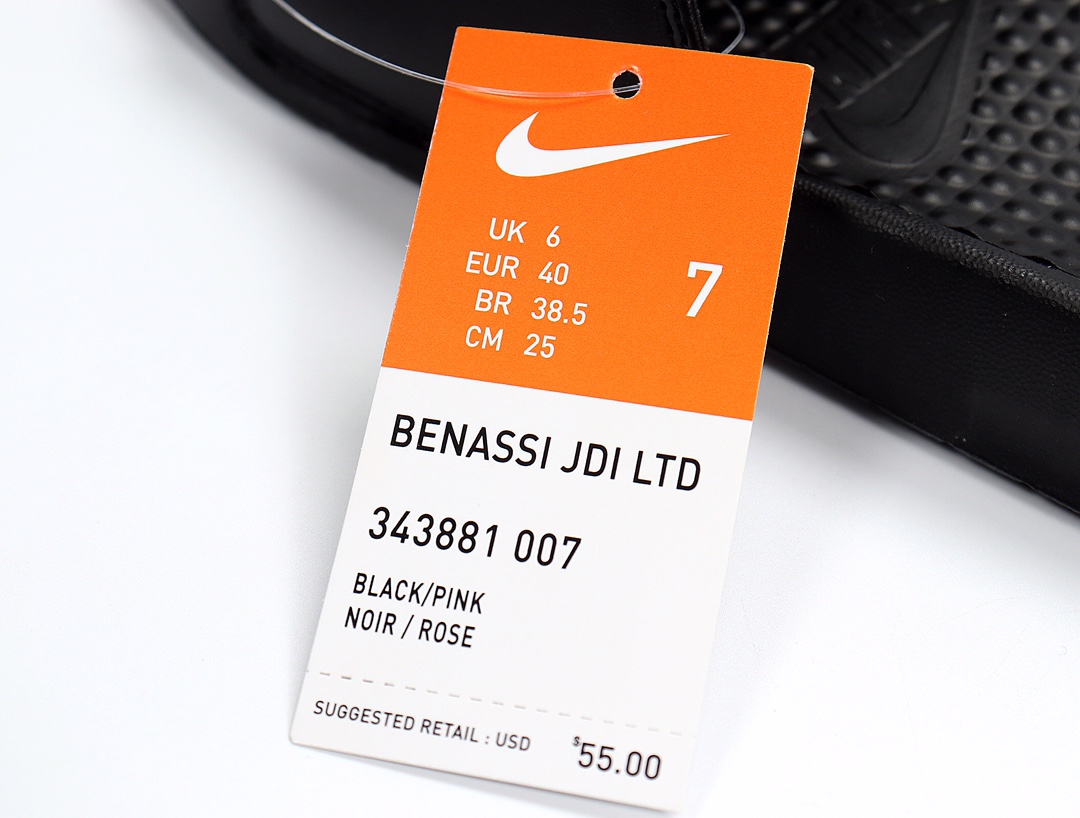 UK 6
EUR 40
BR 38.5
CM 25
7
BENASSI JDI LTD
343881 007
BLACK/PINK
NOIR / ROSE
SUGGESTED RETAIL : USD $55.00